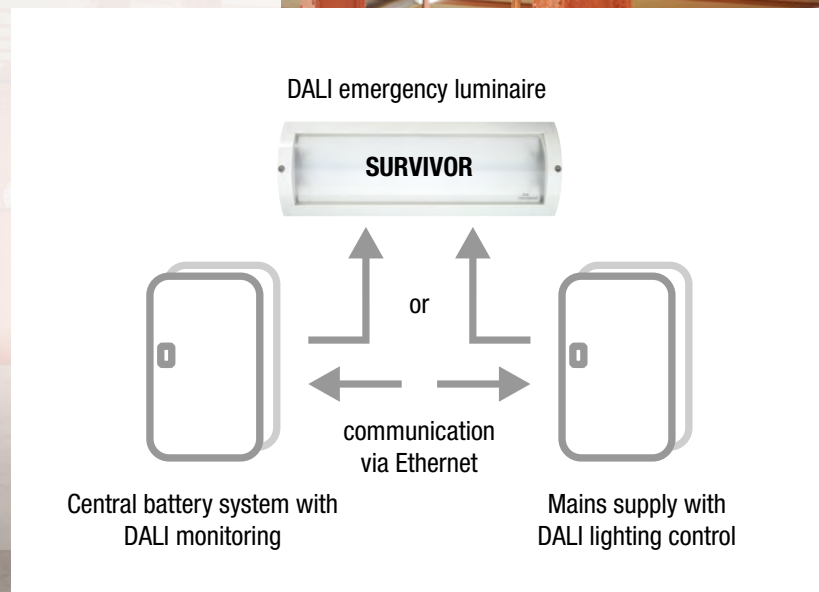 DALI emergency luminaire
SURVIVOR
or
communication
via Ethernet
Central battery system with
DALI monitoring
Mains supply with
DALI lighting control